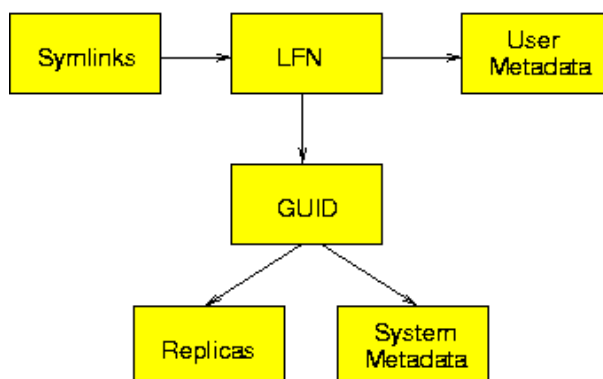 Symlinks
LFN
User
Metadata
GUID
Replicas
System
Metadata